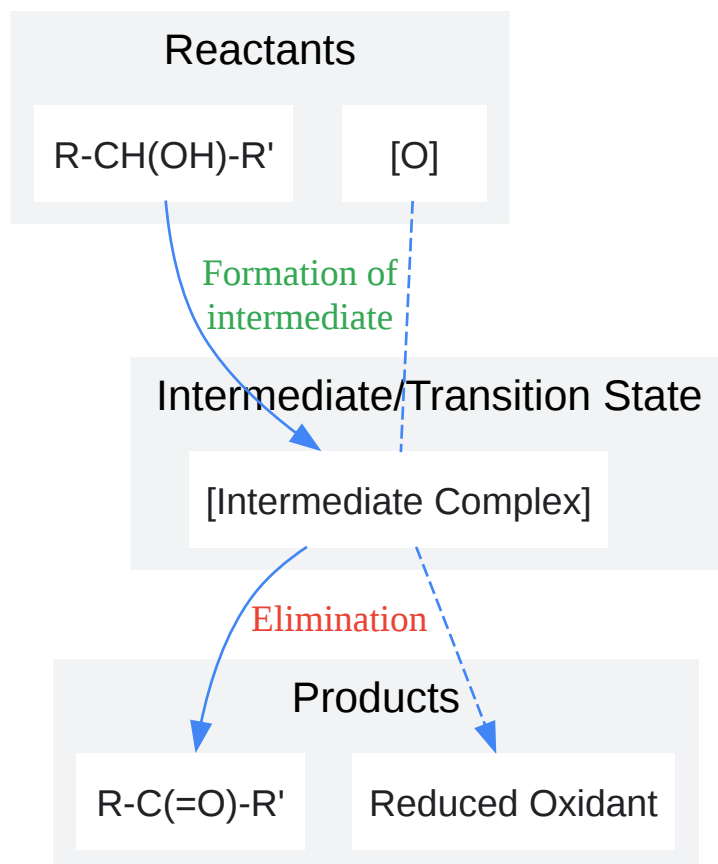 Reactants
R-CH(OH)-R'
[O]
Formation of
intermediate
Intermediate/Transition State
[Intermediate Complex]
Elimination
Products
R-C(=O)-R'
Reduced Oxidant